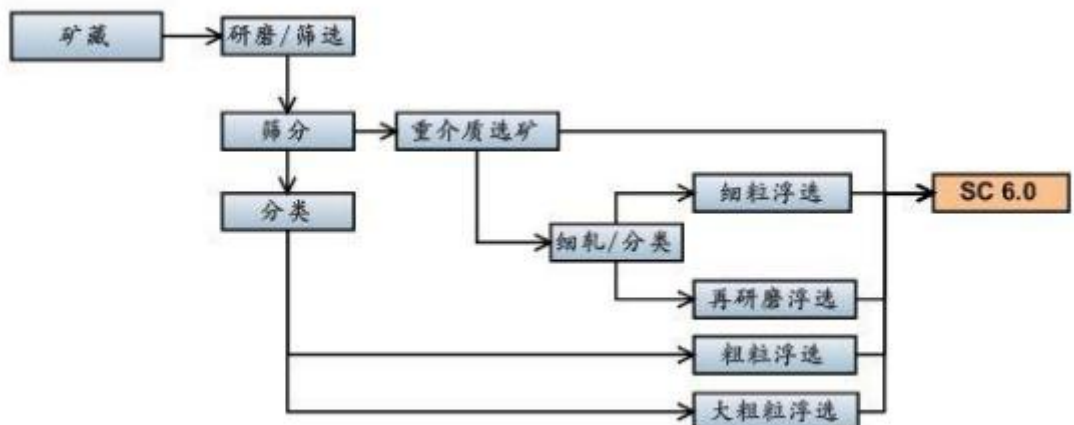 矿藏
研磨/筛选
筛分
重介质选矿
分类
细粒浮选
SC 6.0
细轧/分类
再研磨浮选
粗粒浮选
大粗粒浮选